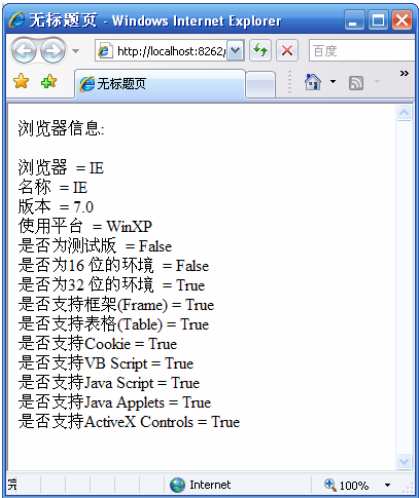 无标题页 - Windows Internet Explorer
http://localhost:8262/
百度
无标题页
»
浏览器信息:
浏览器 = IE
名称 = IE
版本 = 7.0
使用平台 = WinXP
是否为测试版 = False
是否为16 位的环境 = False
是否为32 位的环境 = True
是否支持框架(Frame) = True
是否支持表格(Table) = True
是否支持Cookie = True
是否支持VB Script = True
是否支持Java Script = True
是否支持Java Applets = True
是否支持ActiveX Controls = True
Internet
100%